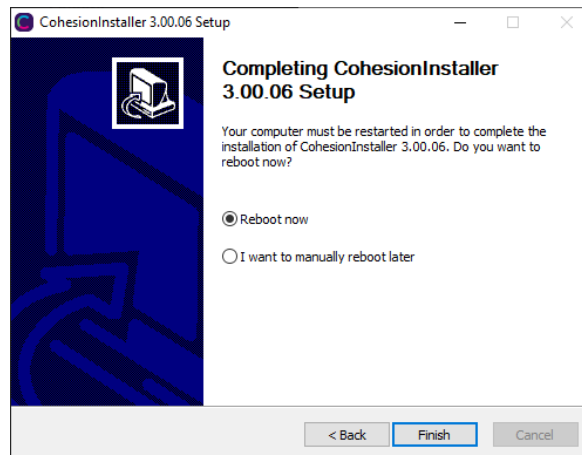 CohesionInstaller 3.00.06 Setup
Completing CohesionInstaller
3.00.06 Setup
Your computer must be restarted in order to complete the
installation of CohesionInstaller 3.00.06. Do you want to
reboot now?
Reboot now
I want to manually reboot later
< Back
Finish
Cancel